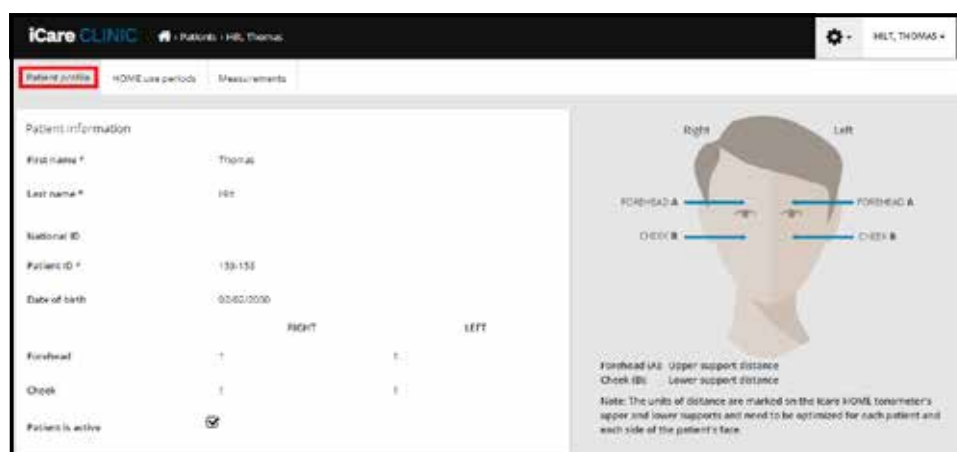 iCare CLINIC Patients Hilt, Thomas HILT, THOMAS
Patient profile HOME use periods Measurements
Patient information
First name * Thomas
Last name * Hilt
National ID
Patient ID *
Date of birth
RIGHT LEFT
Forehead 1 1
Cheek 1 1
Patient is active
Right Left
FOREHEAD A FOREHEAD A
CHEEK B CHEEK B
Forehead (A): Upper support distance
Cheek (B): Lower support distance
Note: The units of distance are marked on the Icare HOME tonometer's
upper and lower supports and need to be optimized for each patient and
each side of the patient's face.